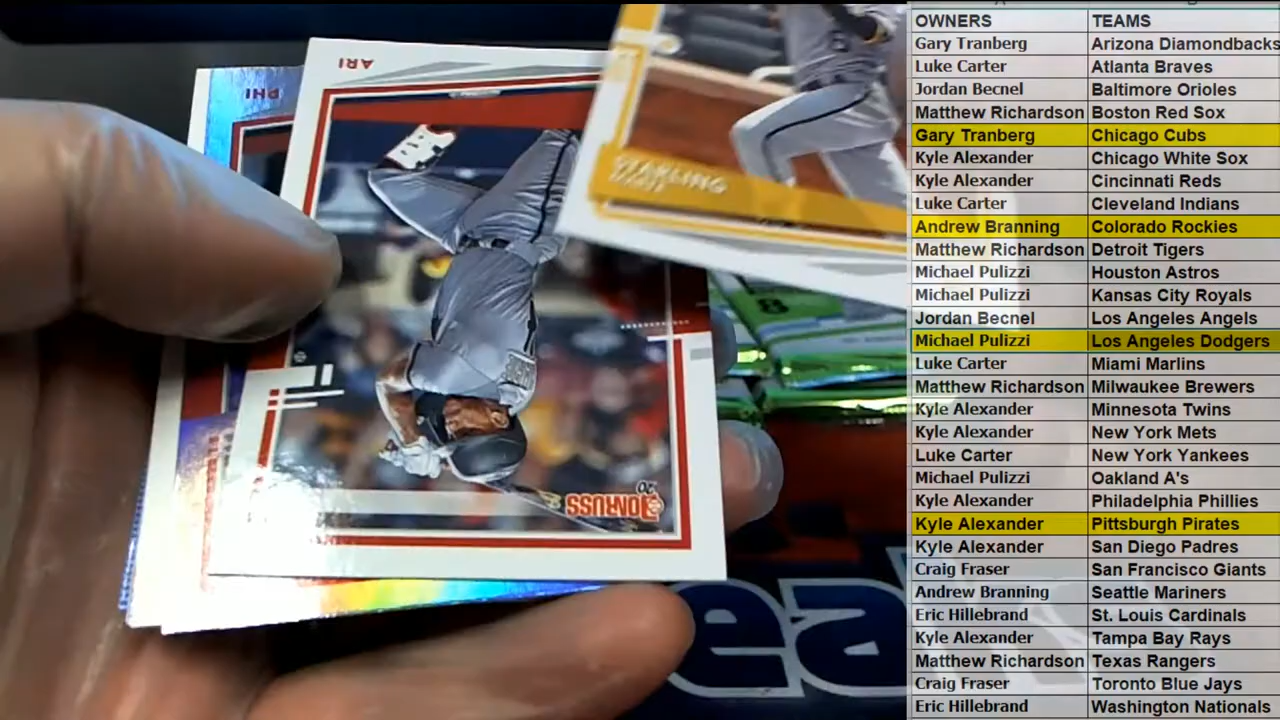 ARI
PHI
STARLING
MARTE
DONRUSS
20
8
ea
OWNERS TEAMS
Gary Tranberg Arizona Diamondbacks
Luke Carter Atlanta Braves
Jordan Becnel Baltimore Orioles
Matthew Richardson Boston Red Sox
Gary Tranberg Chicago Cubs
Kyle Alexander Chicago White Sox
Kyle Alexander Cincinnati Reds
Luke Carter Cleveland Indians
Andrew Branning Colorado Rockies
Matthew Richardson Detroit Tigers
Michael Pulizzi Houston Astros
Michael Pulizzi Kansas City Royals
Jordan Becnel Los Angeles Angels
Michael Pulizzi Los Angeles Dodgers
Luke Carter Miami Marlins
Matthew Richardson Milwaukee Brewers
Kyle Alexander Minnesota Twins
Kyle Alexander New York Mets
Luke Carter New York Yankees
Michael Pulizzi Oakland A's
Kyle Alexander Philadelphia Phillies
Kyle Alexander Pittsburgh Pirates
Kyle Alexander San Diego Padres
Craig Fraser San Francisco Giants
Andrew Branning Seattle Mariners
Eric Hillebrand St. Louis Cardinals
Kyle Alexander Tampa Bay Rays
Matthew Richardson Texas Rangers
Craig Fraser Toronto Blue Jays
Eric Hillebrand Washington Nationals